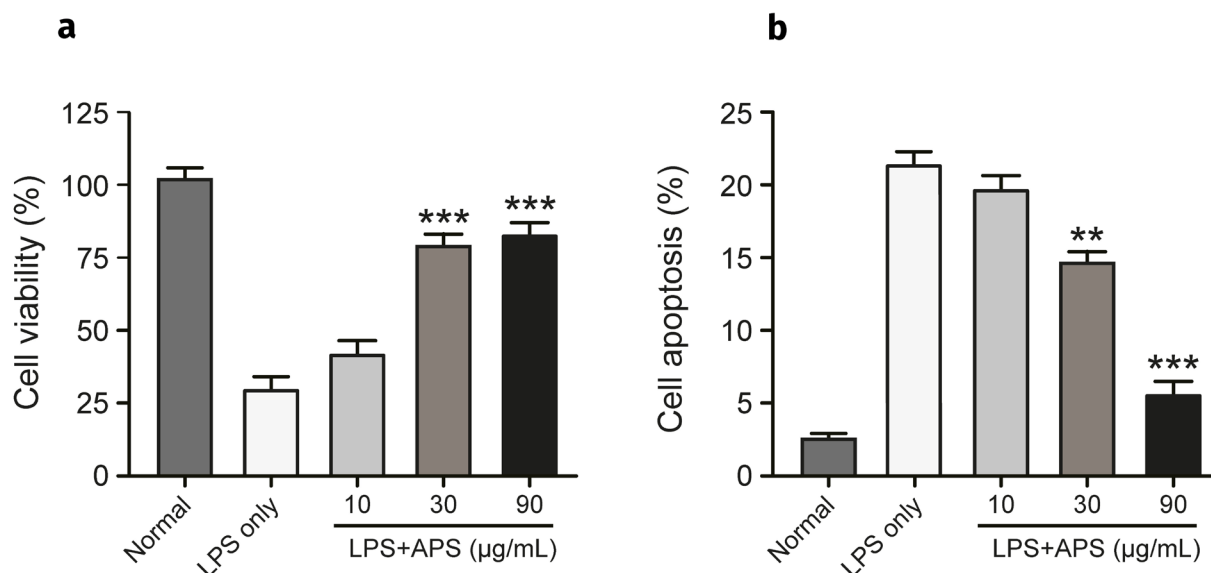 a
125
100
75
50
25
0
Cell viability (%)
***
***
Normal
LPS only
10
30
90
LPS+APS (µg/mL)
b
25
20
15
10
5
0
Cell apoptosis (%)
**
***
Normal
LPS only
10
30
90
LPS+APS (µg/mL)